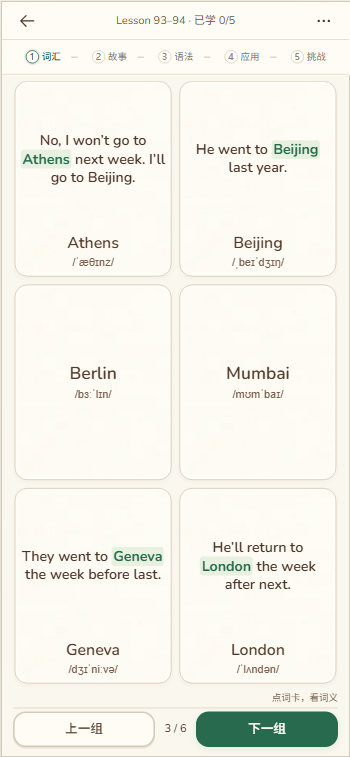 Lesson 93–94 · 已学 0/5
1 词汇 – 2 故事 – 3 语法 – 4 应用 – 5 挑战
No, I won't go to
Athens next week. I'll
go to Beijing.
Athens
/ˈæθɪnz/
He went to Beijing
last year.
Beijing
/ˌbeɪˈdʒɪŋ/
Berlin
/bɜːˈlɪn/
Mumbai
/mʊmˈbaɪ/
They went to Geneva
the week before last.
Geneva
/dʒɪˈniːvə/
He'll return to
London the week
after next.
London
/ˈlʌndən/
点词卡，看词义
上一组
3 / 6
下一组